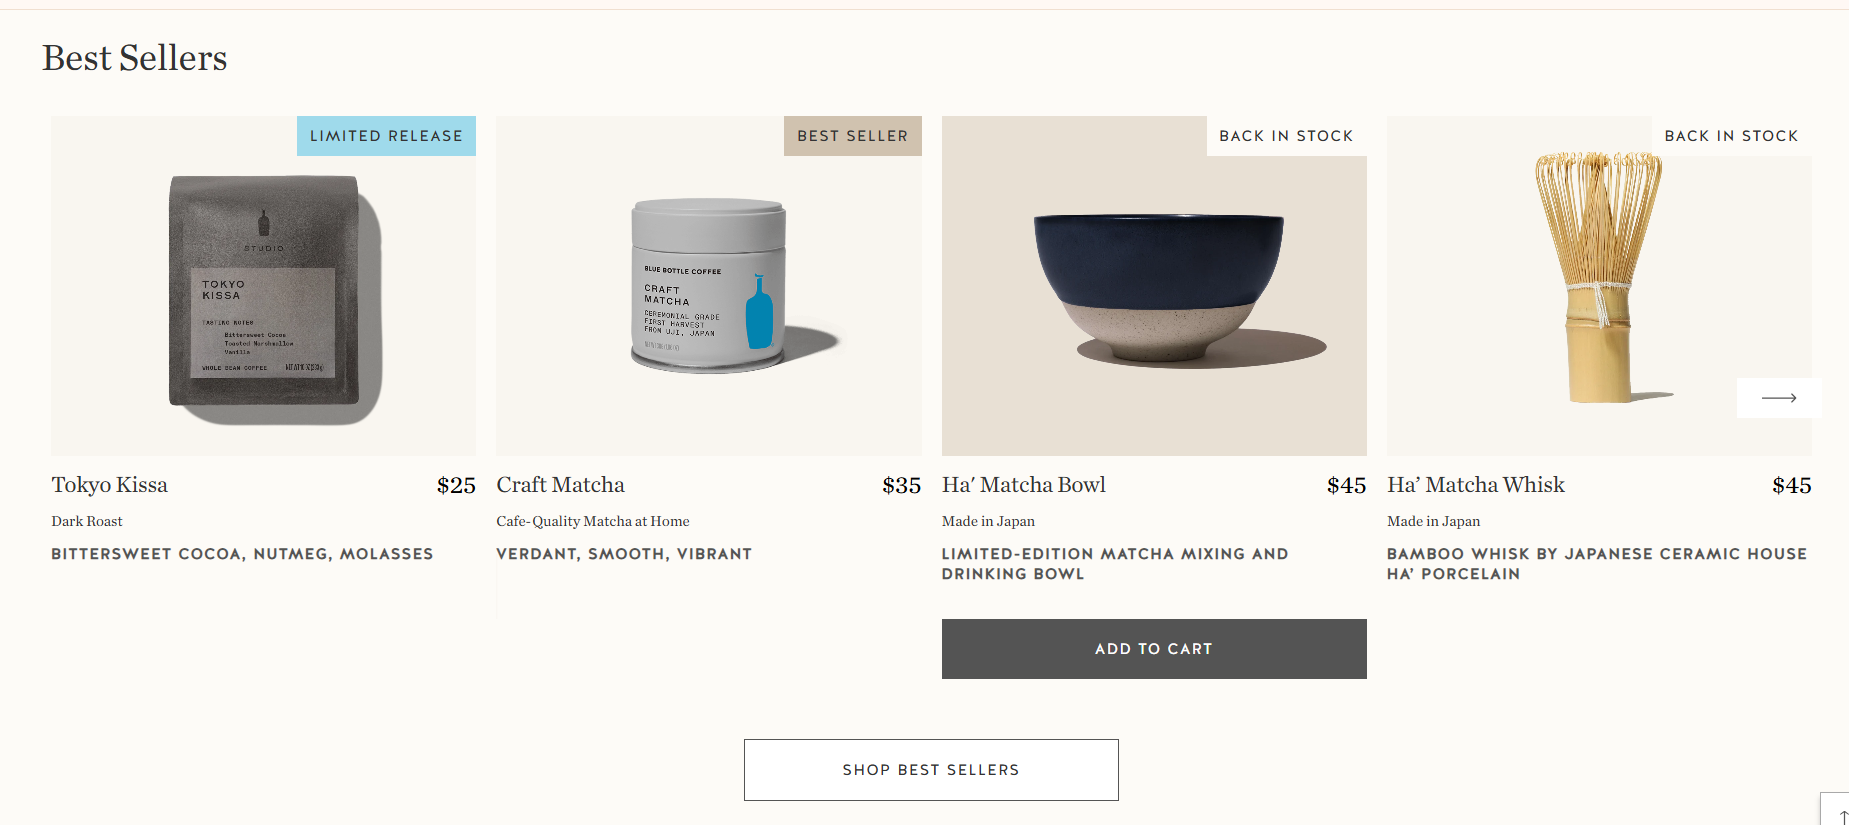 Best Sellers
LIMITED RELEASE
STUDIO
TOKYO
KISSA
TASTING NOTES
Bittersweet Cocoa
Toasted Marshmallow
Vanilla
WHOLE BEAN COFFEE
Tokyo Kissa $25
Dark Roast
BITTERSWEET COCOA, NUTMEG, MOLASSES
BEST SELLER
BLUE BOTTLE COFFEE
CRAFT
MATCHA
CEREMONIAL GRADE
FIRST HARVEST
FROM UJI, JAPAN
Craft Matcha $35
Cafe-Quality Matcha at Home
VERDANT, SMOOTH, VIBRANT
BACK IN STOCK
Ha' Matcha Bowl $45
Made in Japan
LIMITED-EDITION MATCHA MIXING AND
DRINKING BOWL
ADD TO CART
BACK IN STOCK
Ha’ Matcha Whisk $45
Made in Japan
BAMBOO WHISK BY JAPANESE CERAMIC HOUSE
HA’ PORCELAIN
SHOP BEST SELLERS